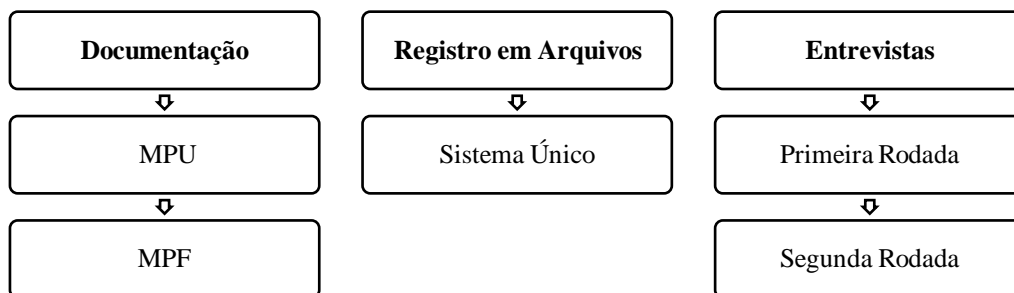 Documentação
MPU
MPF
Registro em Arquivos
Sistema Único
Entrevistas
Primeira Rodada
Segunda Rodada